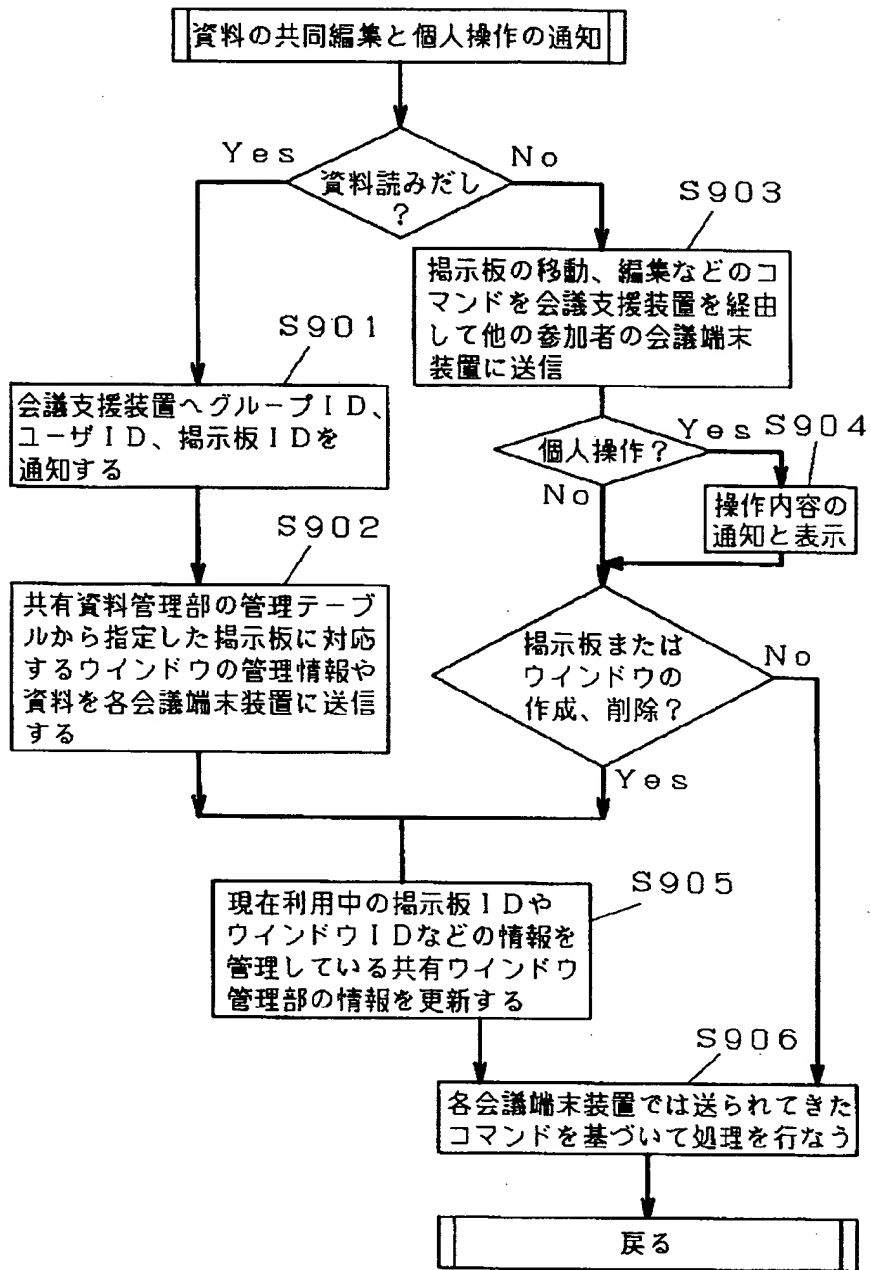 資料の共同編集と個人操作の通知
Yes
No
資料読みだし
?
S903
掲示板の移動、編集などのコ
マンドを会議支援装置を経由
して他の参加者の会議端末
装置に送信
S901
会議支援装置へグループID、
ユーザID、掲示板IDを
通知する
個人操作?
Yes
S904
No
操作内容の
通知と表示
S902
共有資料管理部の管理テーブ
ルから指定した掲示板に対応
するウインドウの管理情報や
資料を各会議端末装置に送信
する
掲示板または
ウインドウの
作成、削除?
No
Yes
S905
現在利用中の掲示板IDや
ウインドウIDなどの情報を
管理している共有ウインドウ
管理部の情報を更新する
S906
各会議端末装置では送られてきた
コマンドを基づいて処理を行なう
戻る